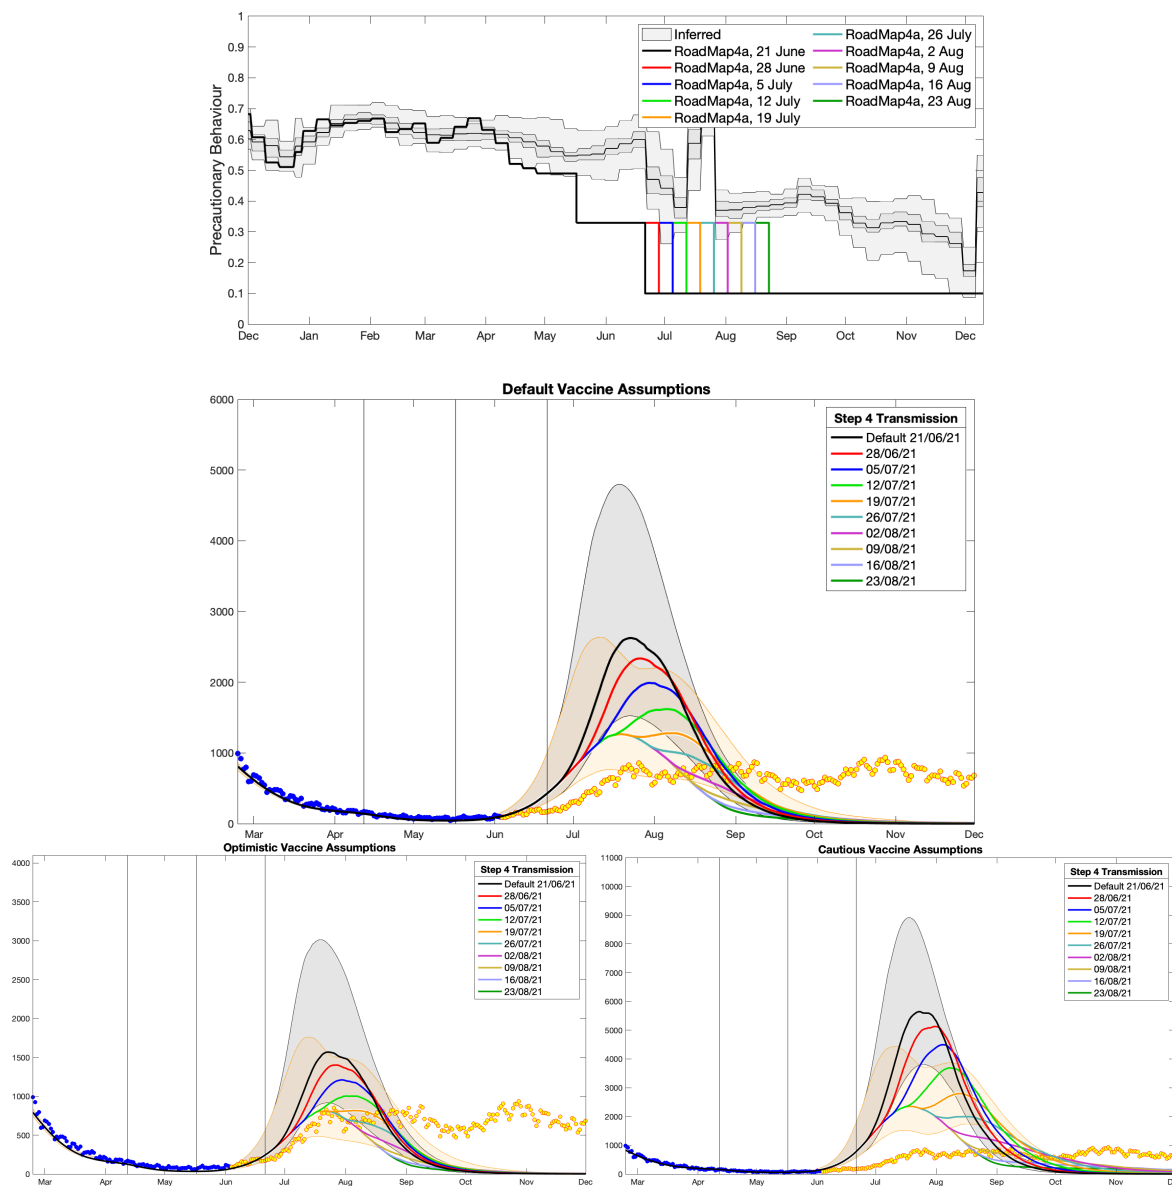 1
0.9
0.8
0.7
0.6
0.5
0.4
0.3
0.2
0.1
0
Precautionary Behaviour
Inferred
RoadMap4a, 21 June
RoadMap4a, 28 June
RoadMap4a, 5 July
RoadMap4a, 12 July
RoadMap4a, 19 July
RoadMap4a, 26 July
RoadMap4a, 2 Aug
RoadMap4a, 9 Aug
RoadMap4a, 16 Aug
RoadMap4a, 23 Aug
Dec Jan Feb Mar Apr May Jun Jul Aug Sep Oct Nov Dec
Default Vaccine Assumptions
6000
5000
4000
3000
2000
1000
0
Step 4 Transmission
Default 21/06/21
28/06/21
05/07/21
12/07/21
19/07/21
26/07/21
02/08/21
09/08/21
16/08/21
23/08/21
Mar Apr May Jun Jul Aug Sep Oct Nov Dec
Optimistic Vaccine Assumptions
4000
3500
3000
2500
2000
1500
1000
500
0
Step 4 Transmission
Default 21/06/21
28/06/21
05/07/21
12/07/21
19/07/21
26/07/21
02/08/21
09/08/21
16/08/21
23/08/21
Mar Apr May Jun Jul Aug Sep Oct Nov Dec
Cautious Vaccine Assumptions
11000
10000
9000
8000
7000
6000
5000
4000
3000
2000
1000
0
Step 4 Transmission
Default 21/06/21
28/06/21
05/07/21
12/07/21
19/07/21
26/07/21
02/08/21
09/08/21
16/08/21
23/08/21
Mar Apr May Jun Jul Aug Sep Oct Nov